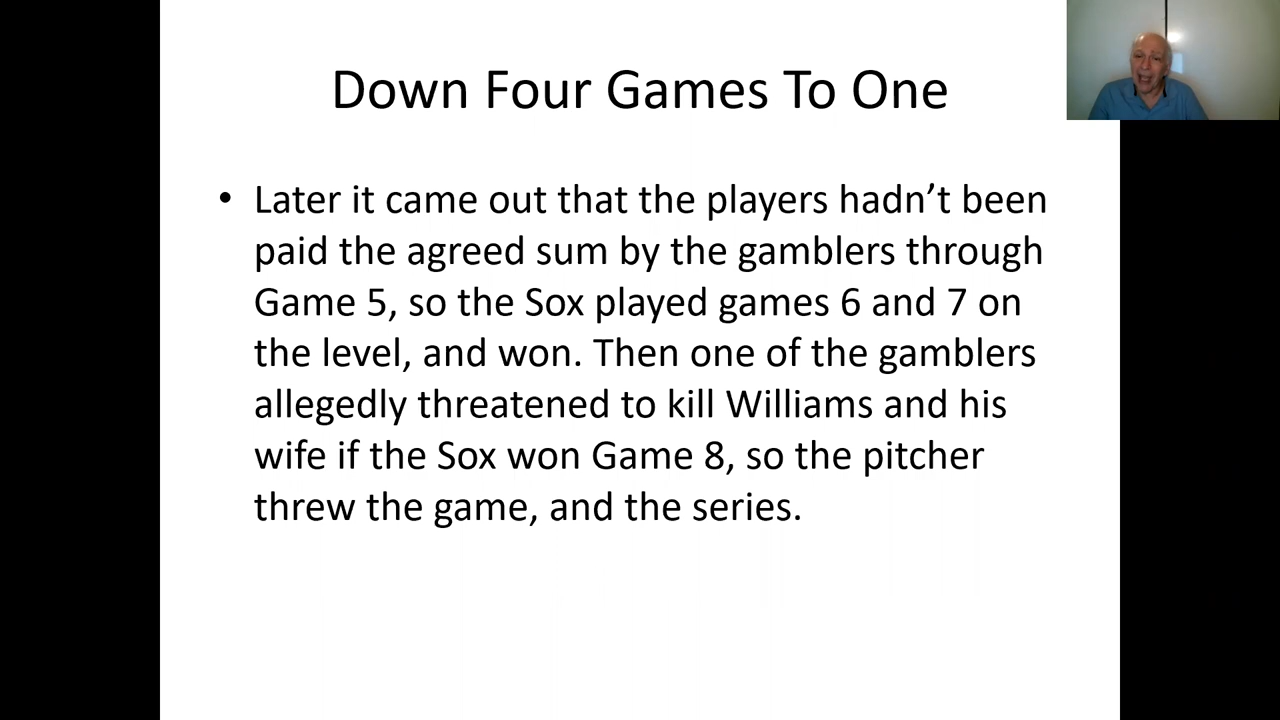 Down Four Games To One
• Later it came out that the players hadn’t been
paid the agreed sum by the gamblers through
Game 5, so the Sox played games 6 and 7 on
the level, and won. Then one of the gamblers
allegedly threatened to kill Williams and his
wife if the Sox won Game 8, so the pitcher
threw the game, and the series.